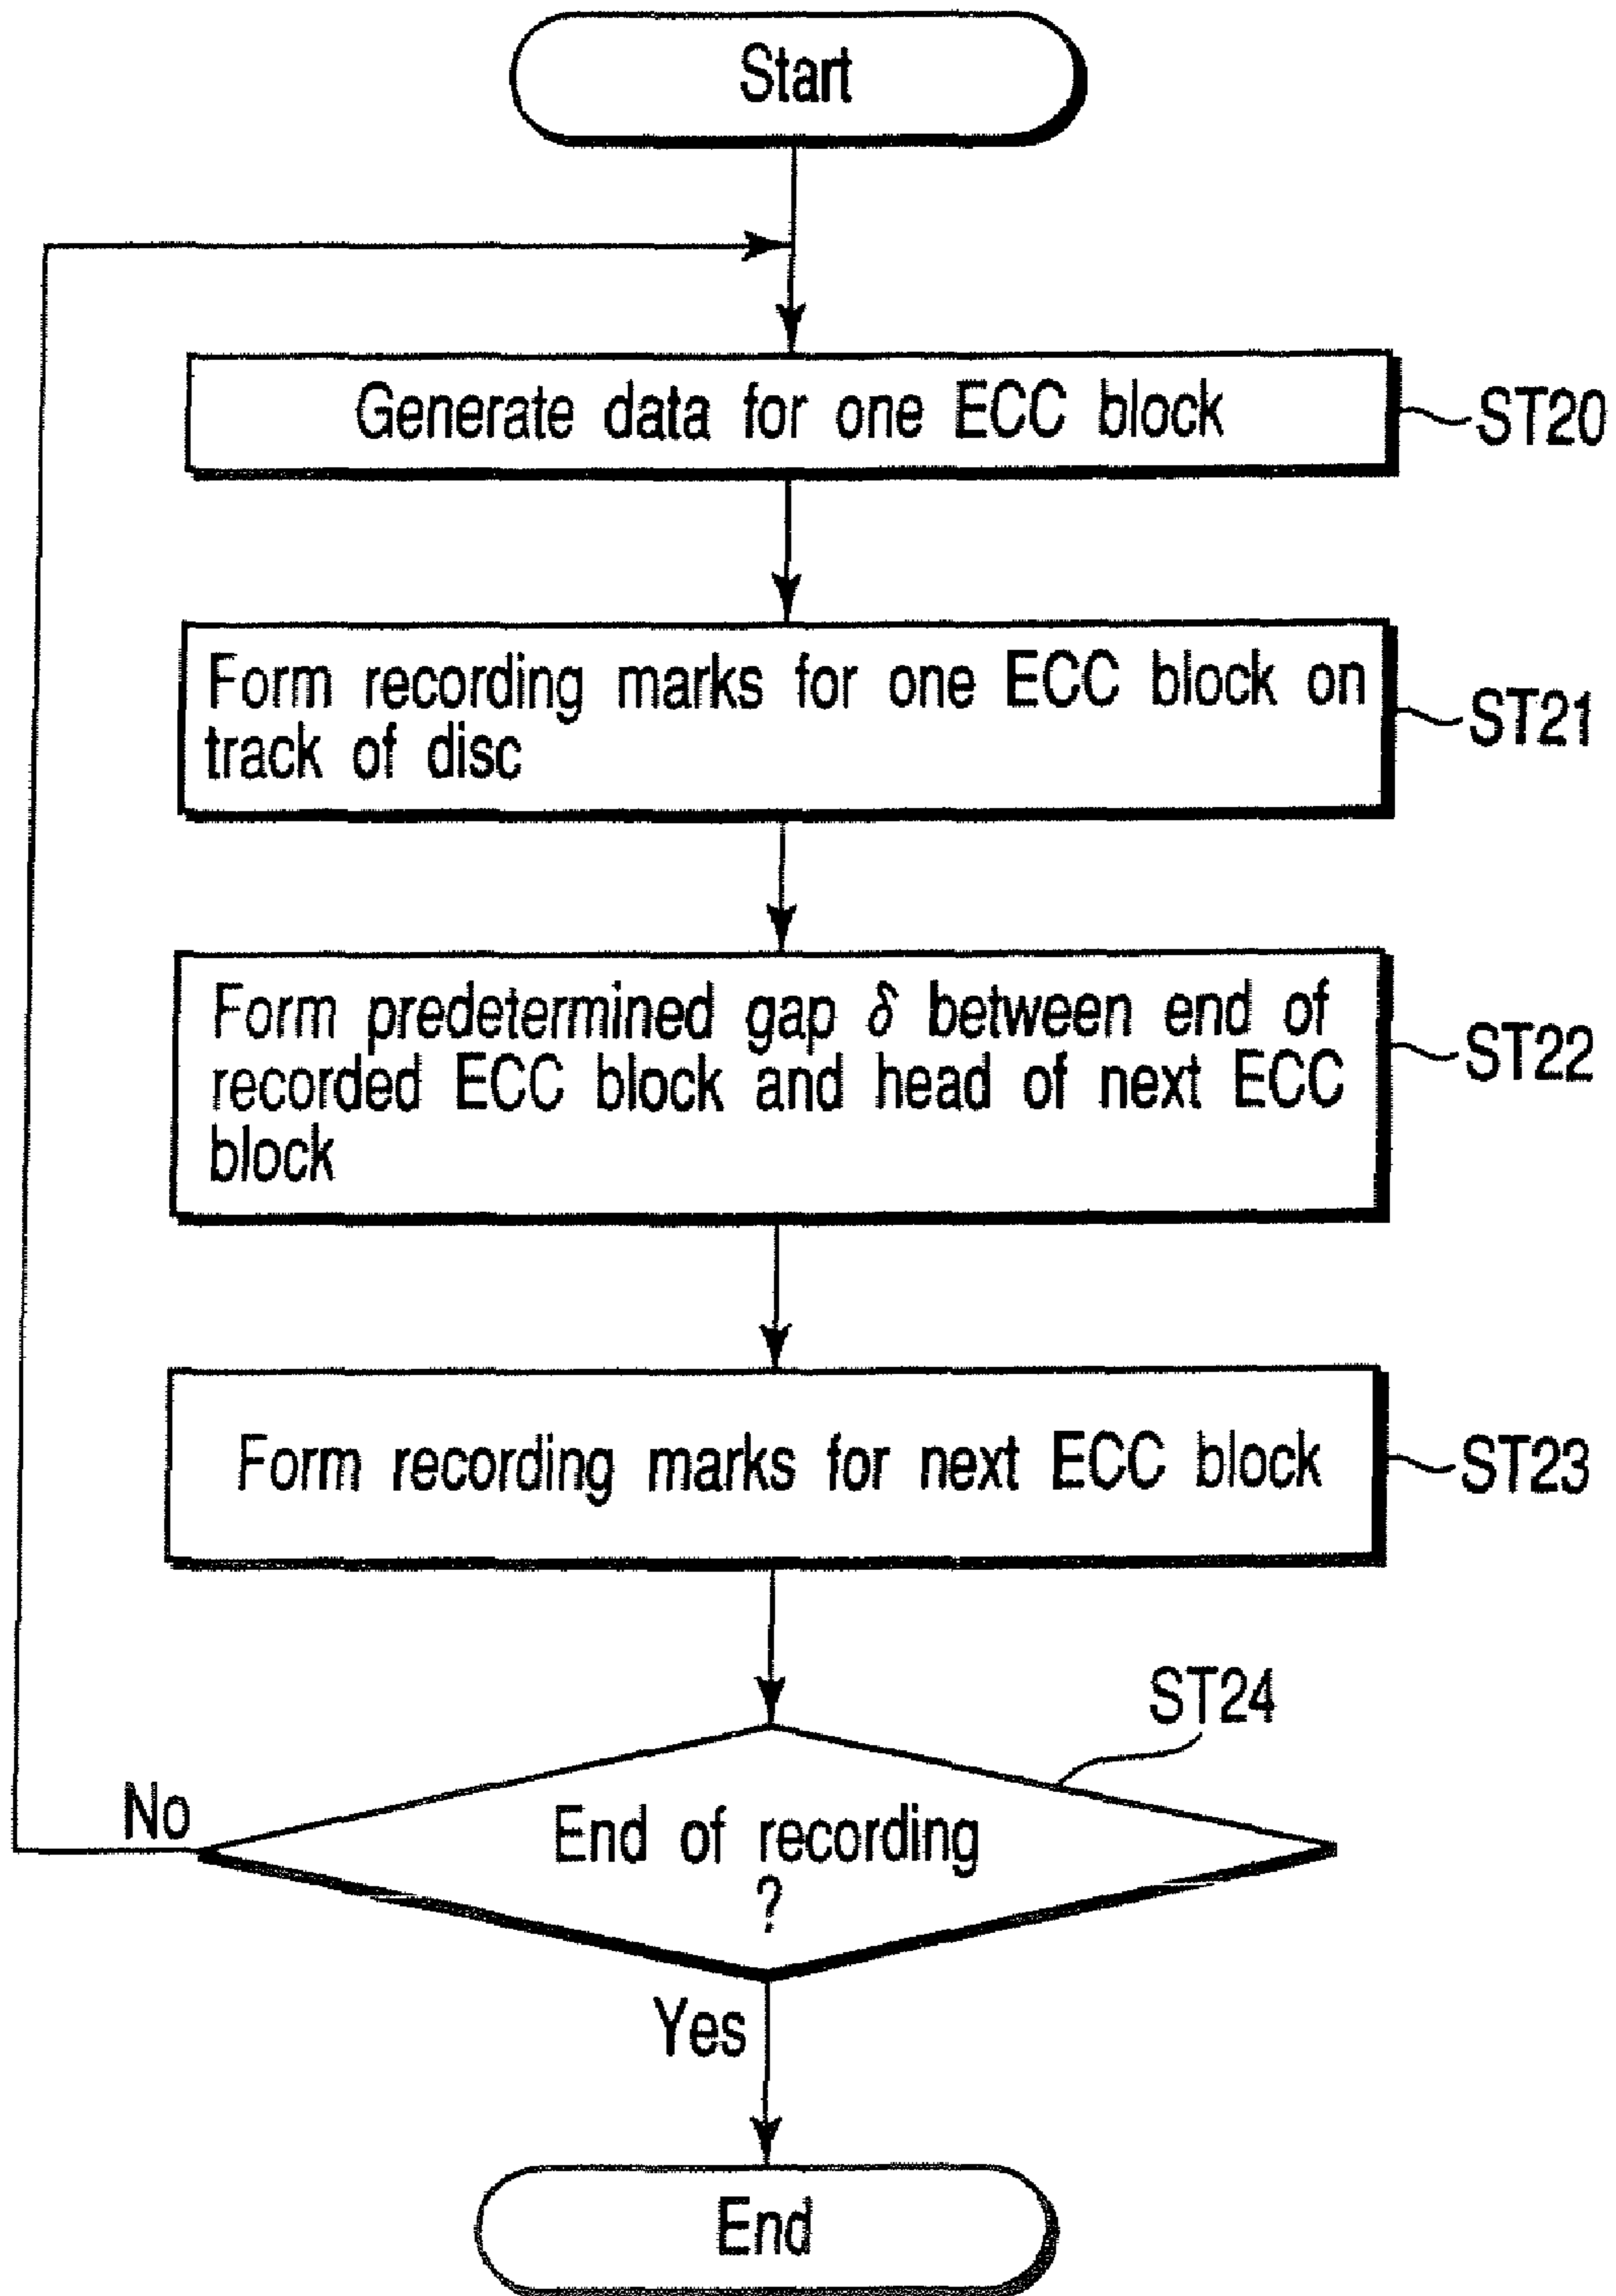 Start
Generate data for one ECC block
ST20
Form recording marks for one ECC block on
track of disc
ST21
Form predetermined gap δ between end of
recorded ECC block and head of next ECC
block
ST22
Form recording marks for next ECC block
ST23
ST24
No
End of recording
?
Yes
End